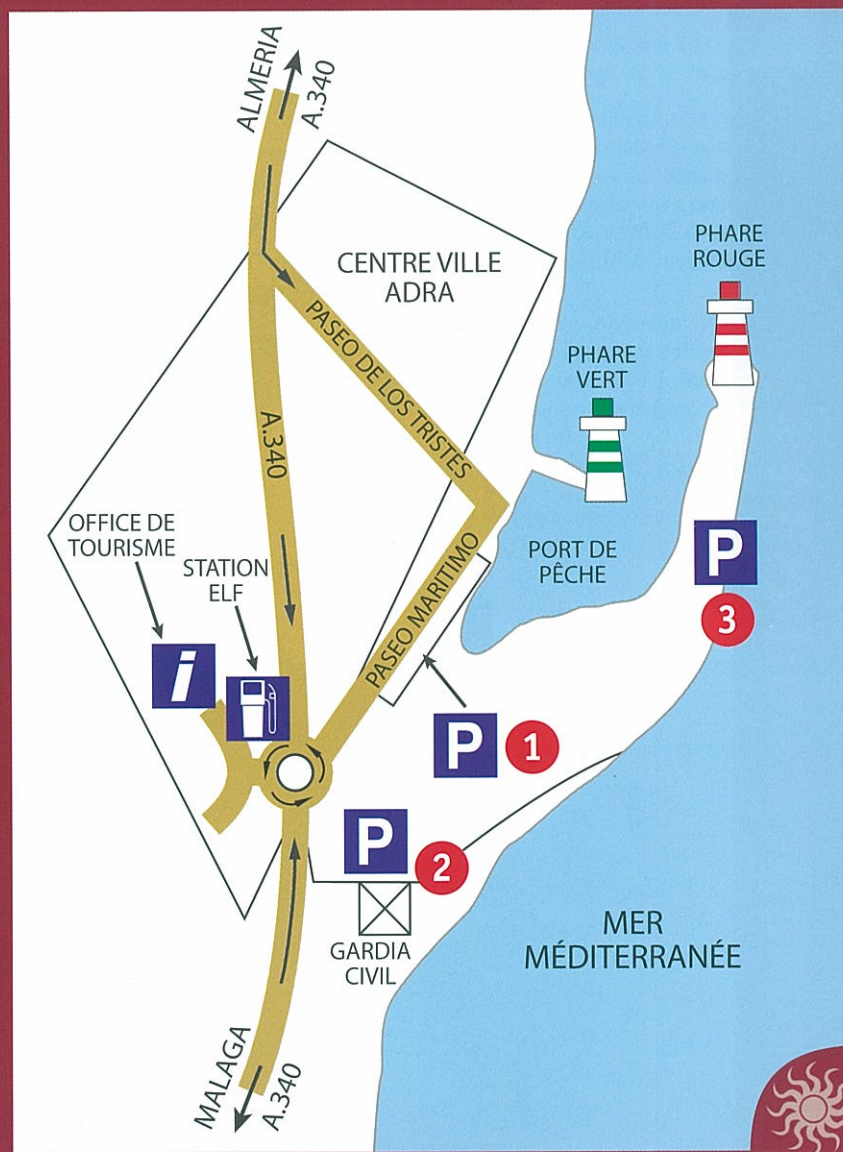 ALMERIA
A.340
PHARE
ROUGE
CENTRE VILLE
ADRA
PASEO DE LOS TRISTES
PHARE
VERT
A.340
OFFICE DE
TOURISME
STATION
ELF
PORT DE
PÊCHE
P
3
PASEO MARITIMO
i
P
1
P
2
GARDIA
CIVIL
MER
MÉDITERRANÉE
MALAGA
A.340